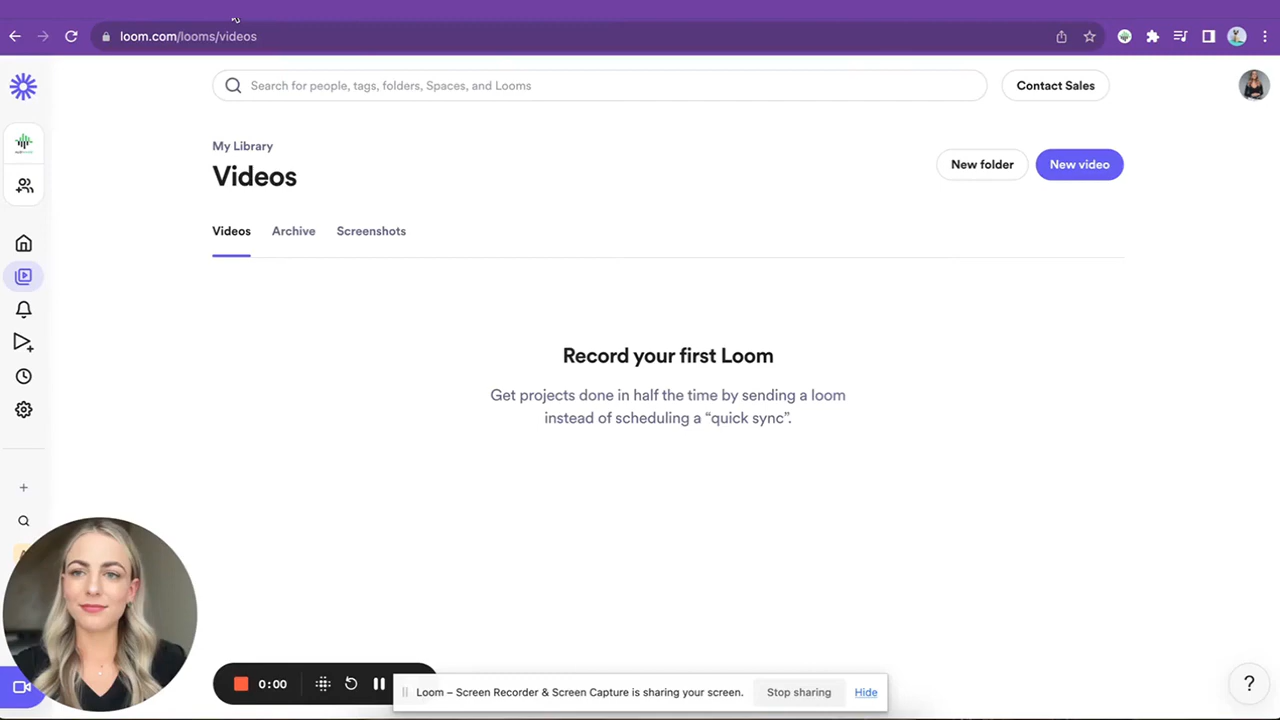 loom.com/looms/videos
Search for people, tags, folders, Spaces, and Looms
Contact Sales
My Library
Videos
New folder
New video
Videos
Archive
Screenshots
Record your first Loom
Get projects done in half the time by sending a loom
instead of scheduling a “quick sync”.
0:00
Loom – Screen Recorder & Screen Capture is sharing your screen.
Stop sharing
Hide
?